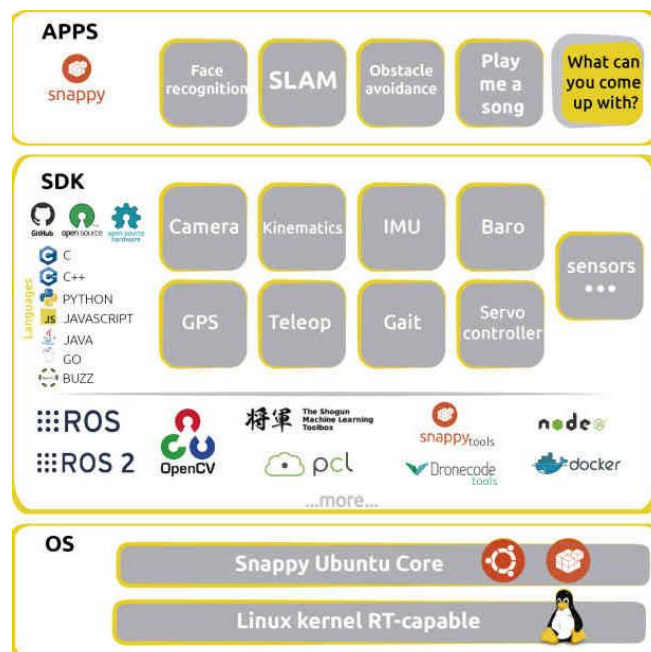 APPS
snappy
Face
recognition
SLAM
Obstacle
avoidance
Play
me a
song
What can
you come
up with?
SDK
GitHub
open source
open source
hardware
Languages
C
C++
PYTHON
JS JAVASCRIPT
JAVA
GO
BUZZ
Camera
Kinematics
IMU
Baro
GPS
Teleop
Gait
Servo
controller
sensors
...
ROS
ROS 2
OpenCV
将軍
The Shogun
Machine Learning
Toolbox
pcl
snappy tools
Dronecode
tools
node
docker
...more...
OS
Snappy Ubuntu Core
Linux kernel RT-capable